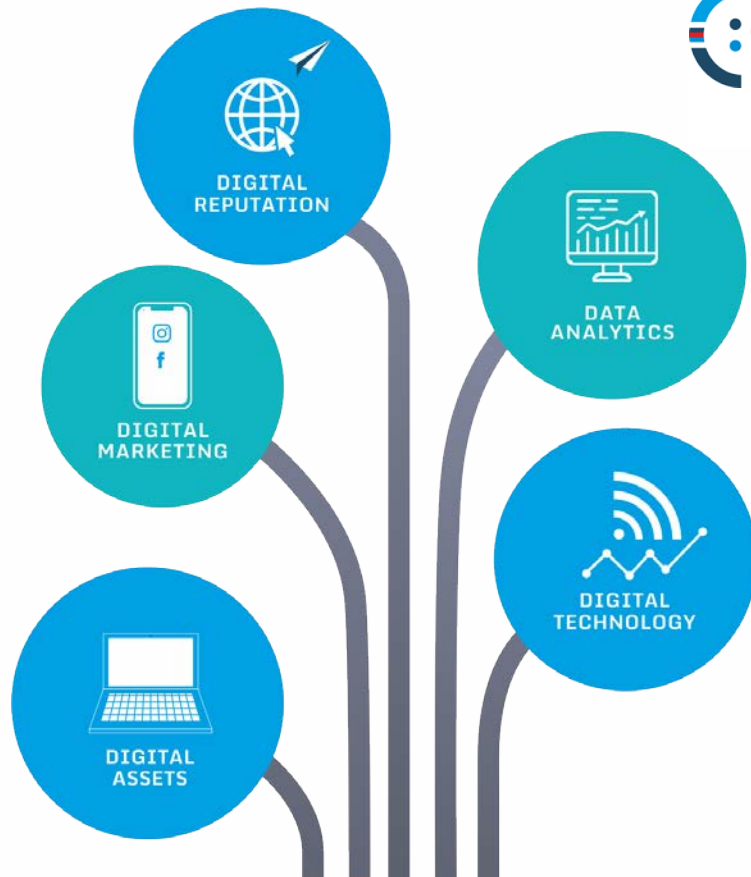 DIGITAL
REPUTATION
DATA
ANALYTICS
DIGITAL
MARKETING
DIGITAL
TECHNOLOGY
DIGITAL
ASSETS